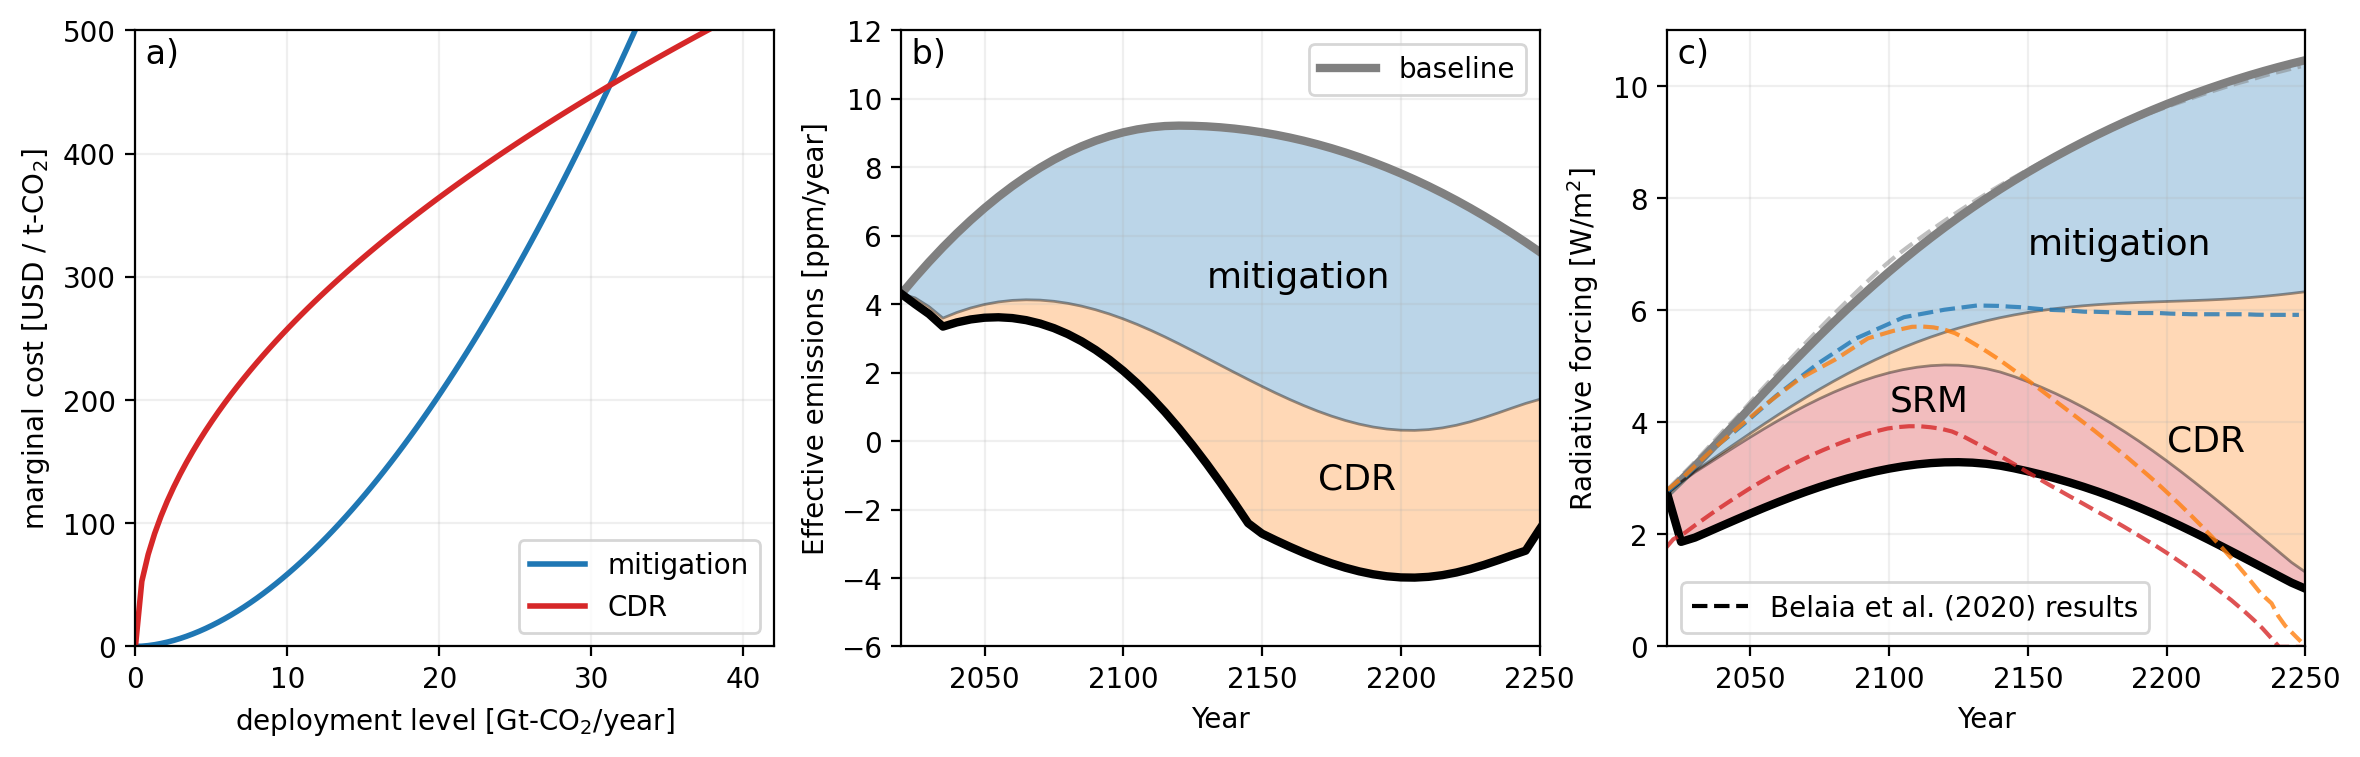 a)
500
400
300
200
100
0
marginal cost [USD / t-CO₂]
mitigation
CDR
0 10 20 30 40
deployment level [Gt-CO₂/year]
b)
12
10
8
6
4
2
0
−2
−4
−6
Effective emissions [ppm/year]
baseline
mitigation
CDR
2050 2100 2150 2200 2250
Year
c)
10
8
6
4
2
0
Radiative forcing [W/m²]
mitigation
SRM
CDR
Belaia et al. (2020) results
2050 2100 2150 2200 2250
Year